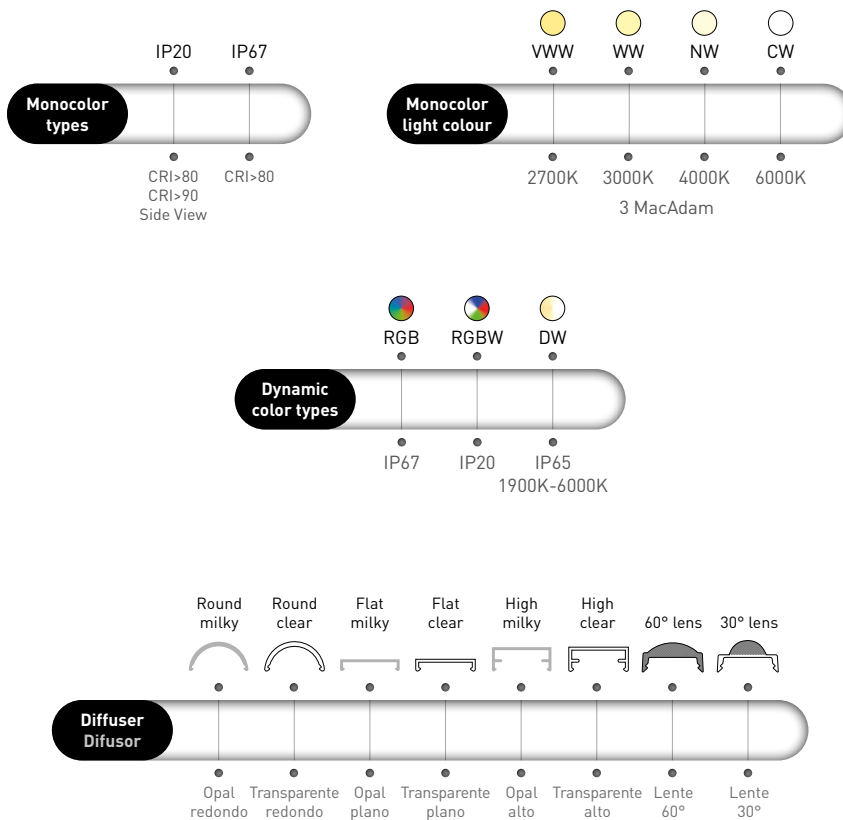 IP20 IP67
Monocolor
types
CRI>80 CRI>80
CRI>90
Side View
VWW WW NW CW
Monocolor
light colour
2700K 3000K 4000K 6000K
3 MacAdam
RGB RGBW DW
Dynamic
color types
IP67 IP20 IP65
1900K-6000K
Round Round Flat Flat High High
milky clear milky clear milky clear 60° lens 30° lens
Diffuser
Difusor
Opal Transparente Opal Transparente Opal Transparente Lente Lente
redondo redondo plano plano alto alto 60° 30°